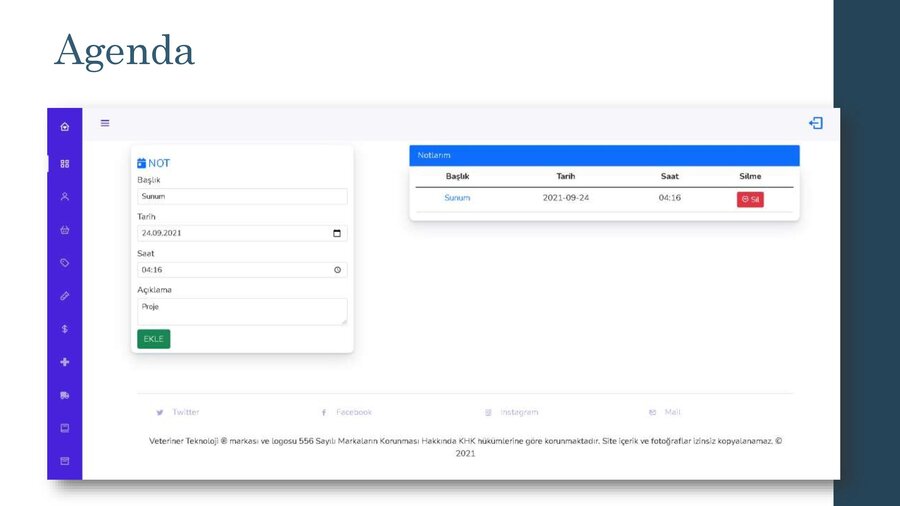 Agenda
NOT
Başlık
Sunum
Tarih
24.09.2021
Saat
04:16
Açıklama
Proje
EKLE
Notlarım
Başlık Tarih Saat Silme
Sunum 2021-09-24 04:16 Sil
Twitter Facebook Instagram Mail
Veteriner Teknoloji ® markası ve logosu 556 Sayılı Markaların Korunması Hakkında KHK hükümlerine göre korunmaktadır. Site içerik ve fotoğraflar izinsiz kopyalanamaz. ©
2021